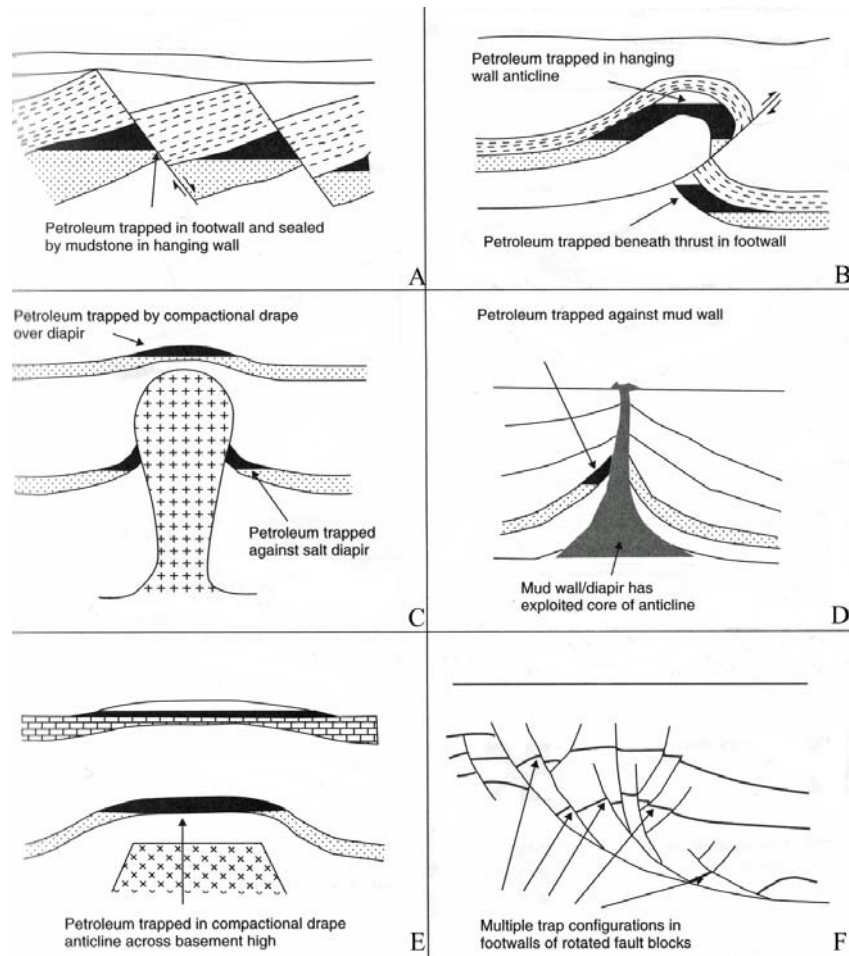 Petroleum trapped in footwall and sealed
by mudstone in hanging wall
A
Petroleum trapped in hanging
wall anticline
Petroleum trapped beneath thrust in footwall
B
Petroleum trapped by compactional drape
over diapir
Petroleum trapped
against salt diapir
C
Petroleum trapped against mud wall
Mud wall/diapir has
exploited core of anticline
D
Petroleum trapped in compactional drape
anticline across basement high
E
Multiple trap configurations in
footwalls of rotated fault blocks
F